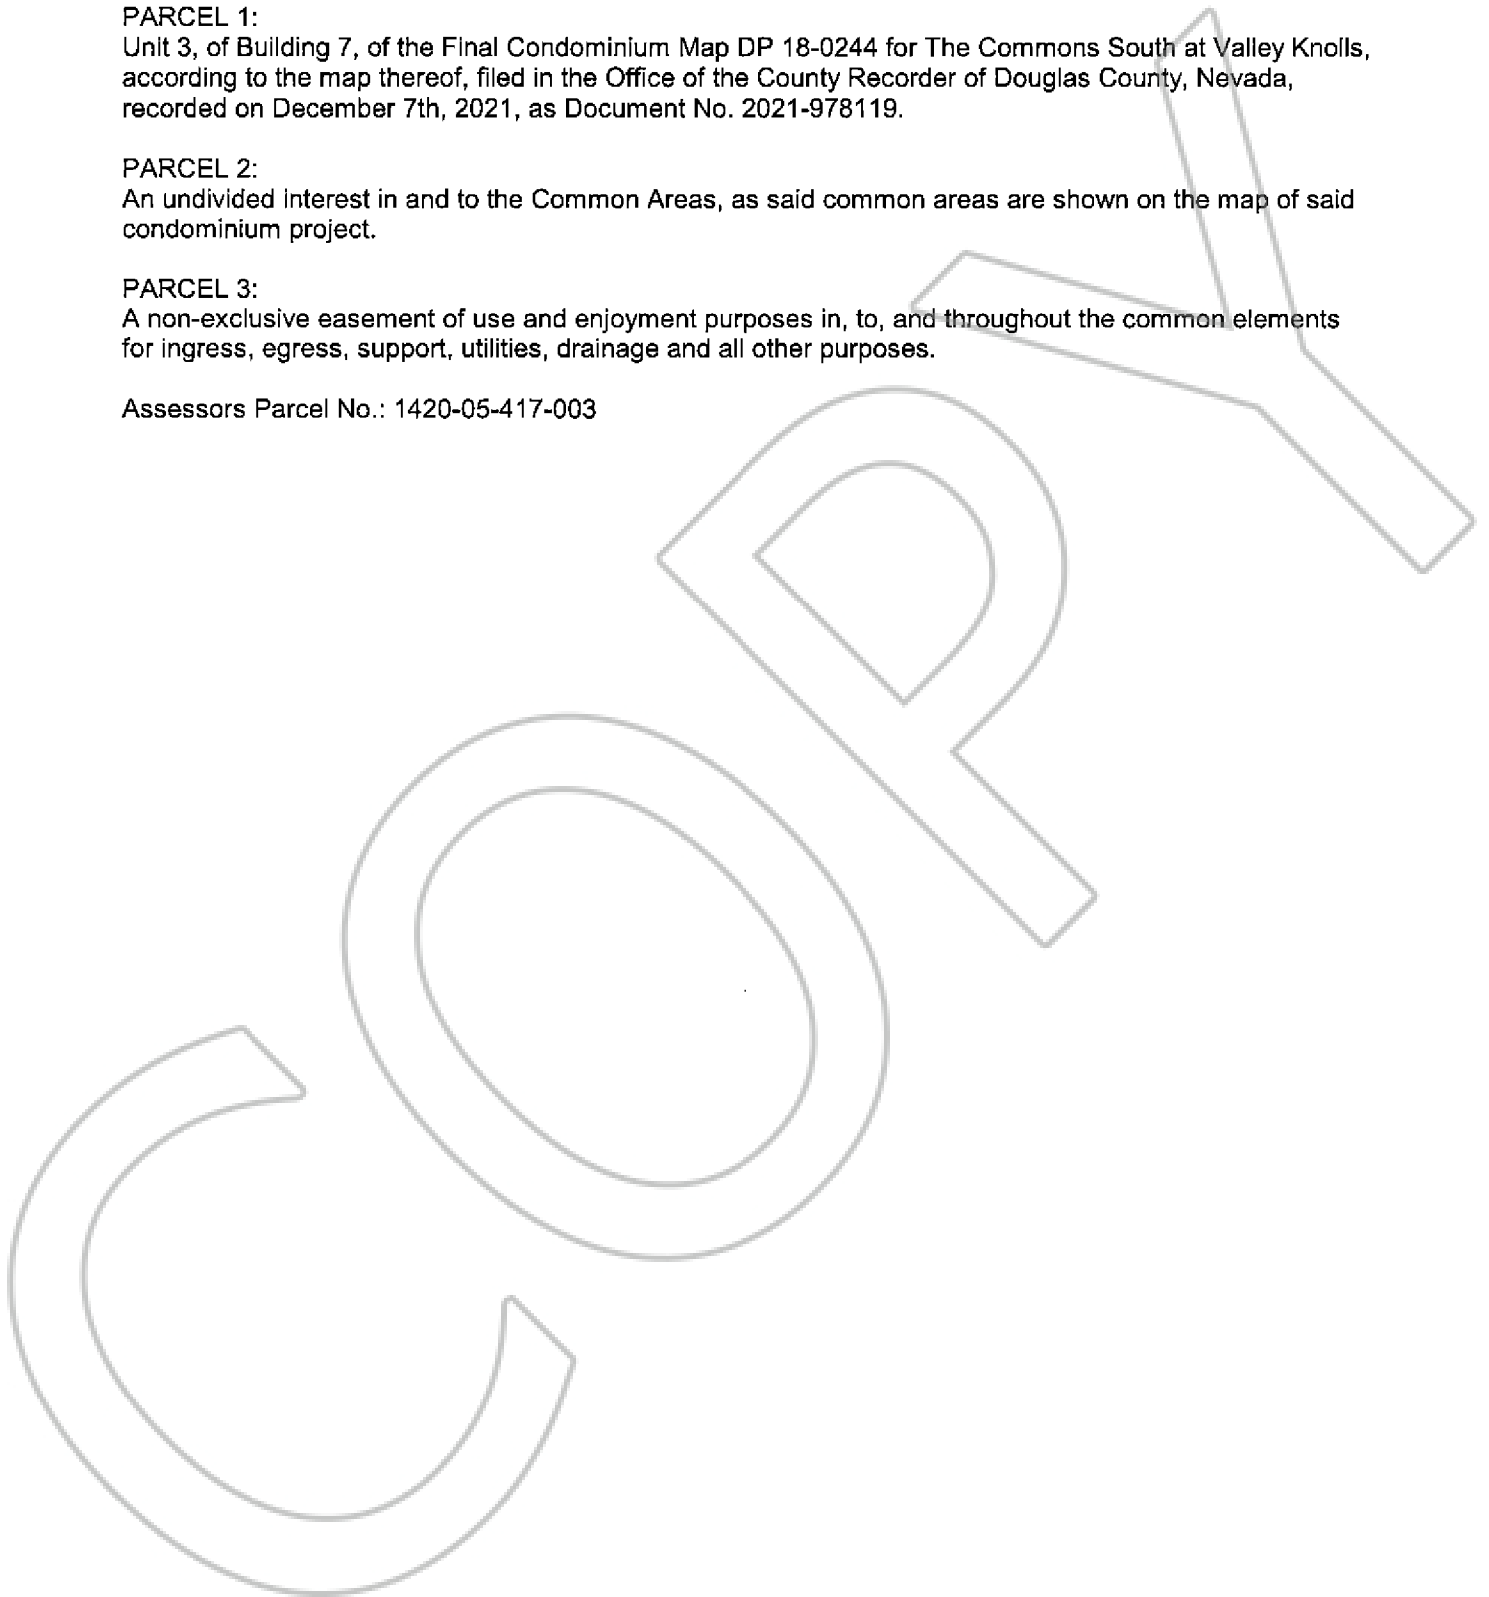 PARCEL 1:
Unit 3, of Building 7, of the Final Condominium Map DP 18-0244 for The Commons South at Valley Knolls,
according to the map thereof, filed in the Office of the County Recorder of Douglas County, Nevada,
recorded on December 7th, 2021, as Document No. 2021-978119.
PARCEL 2:
An undivided interest in and to the Common Areas, as said common areas are shown on the map of said
condominium project.
PARCEL 3:
A non-exclusive easement of use and enjoyment purposes in, to, and throughout the common elements
for ingress, egress, support, utilities, drainage and all other purposes.
Assessors Parcel No.: 1420-05-417-003
COPY